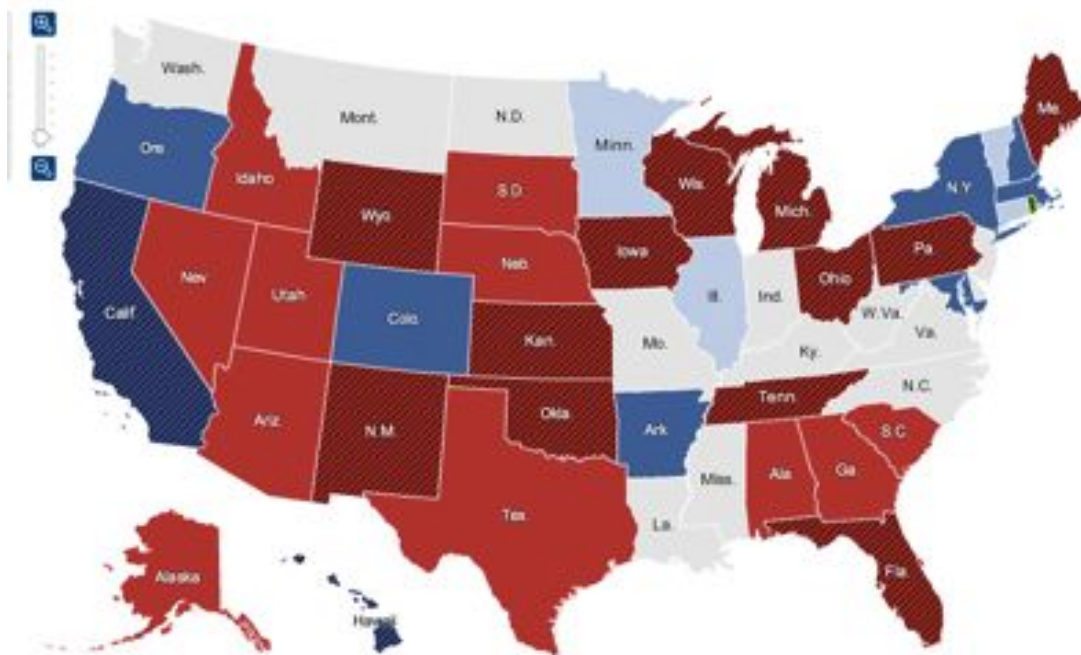 Wash.
Mont.
N.D.
Minn.
Me.
Ore
Idaho
S.D.
Wis.
Mich.
N.Y.
Wyo.
Iowa
Neb.
Pa.
Ohio
Calif
Nev
Utah
Colo.
Ill.
Ind.
W.Va.
Va.
Kan.
Mo.
Ky.
N.C.
Ariz
N.M.
Okla
Ark
Tenn.
S.C.
Miss.
Ala
Ga
Tex.
La.
Fla
Alaska
Hawaii